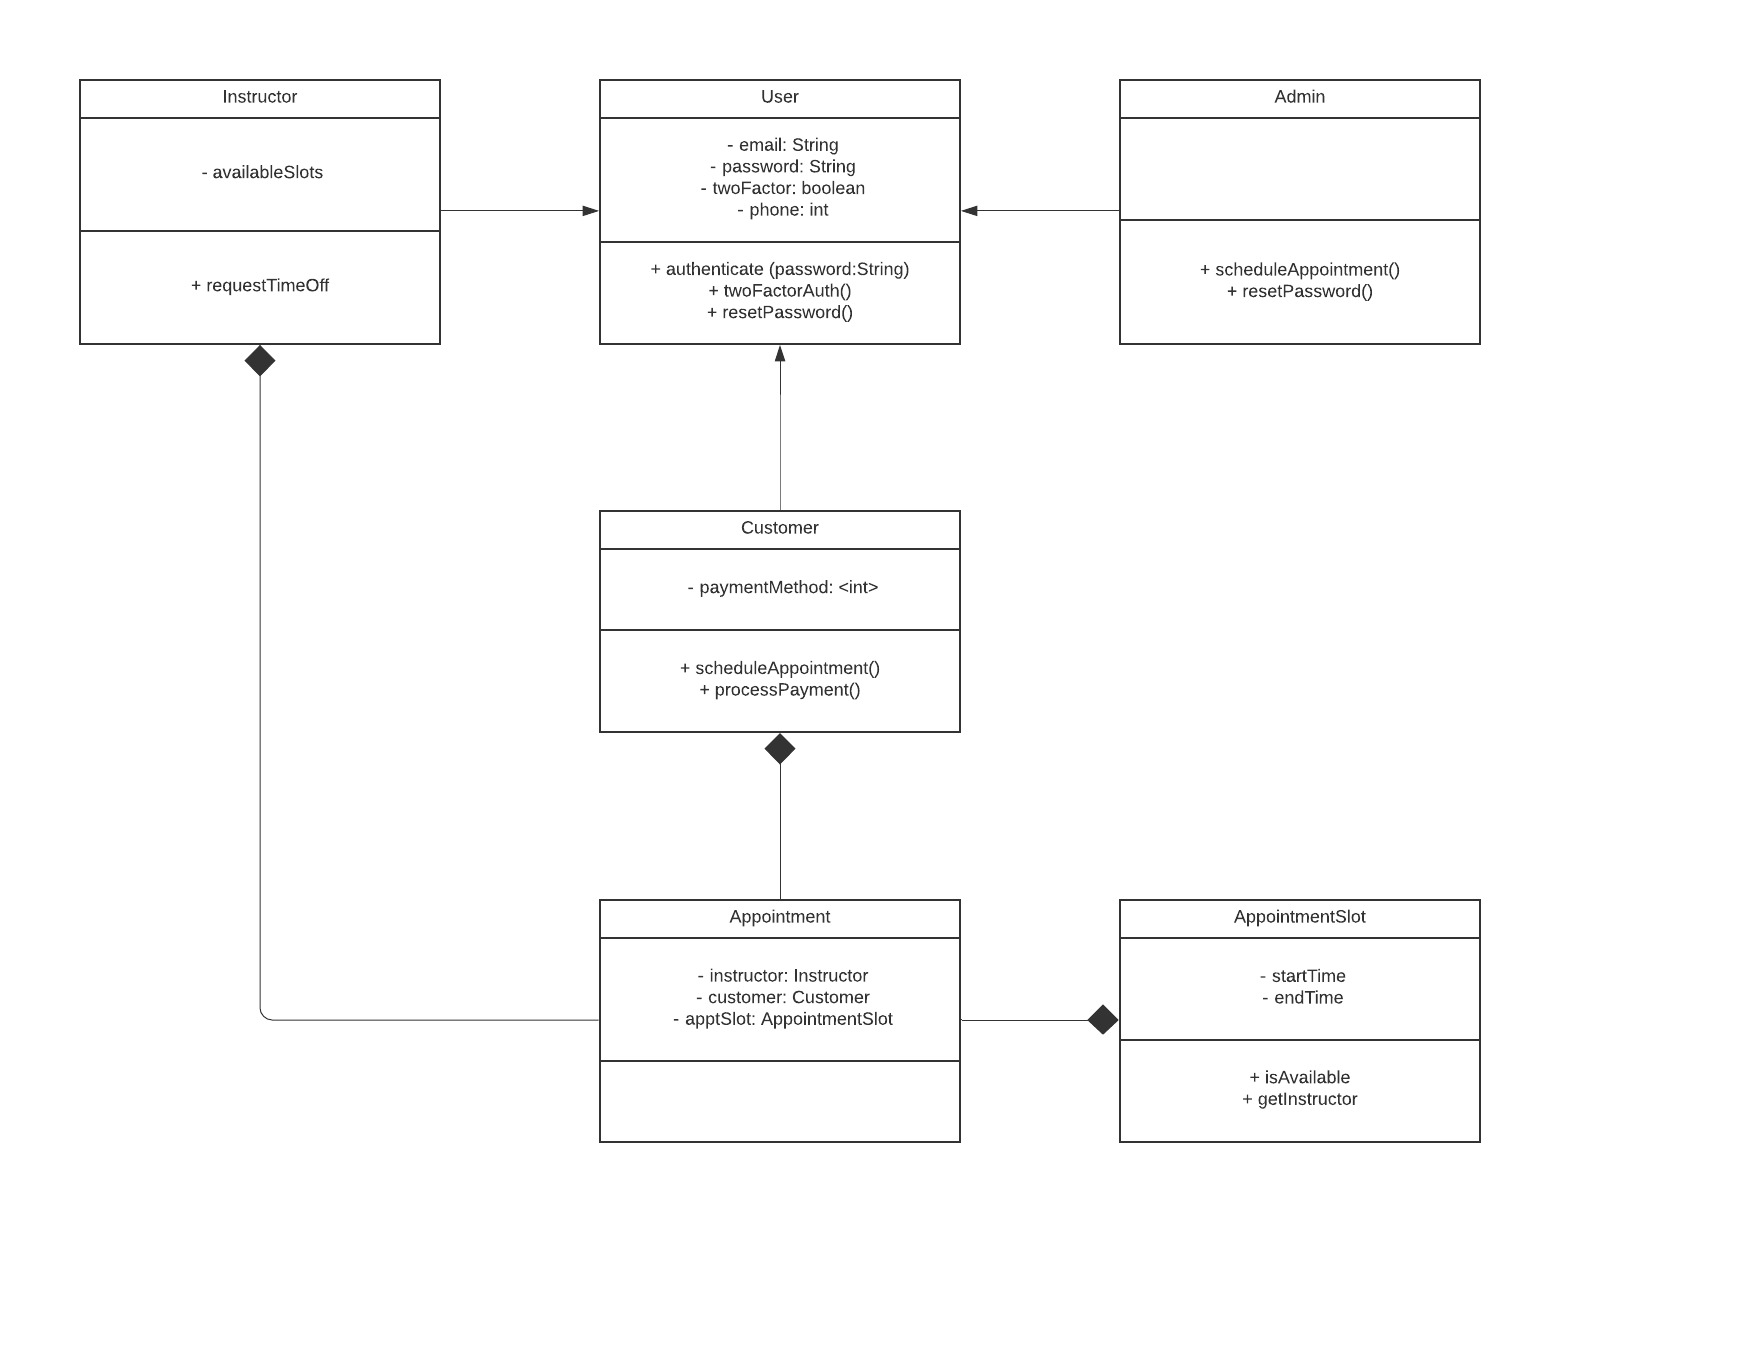 Instructor
- availableSlots
+ requestTimeOff
User
- email: String
- password: String
- twoFactor: boolean
- phone: int
+ authenticate (password:String)
+ twoFactorAuth()
+ resetPassword()
Admin
+ scheduleAppointment()
+ resetPassword()
Customer
- paymentMethod: <int>
+ scheduleAppointment()
+ processPayment()
Appointment
- instructor: Instructor
- customer: Customer
- apptSlot: AppointmentSlot
AppointmentSlot
- startTime
- endTime
+ isAvailable
+ getInstructor